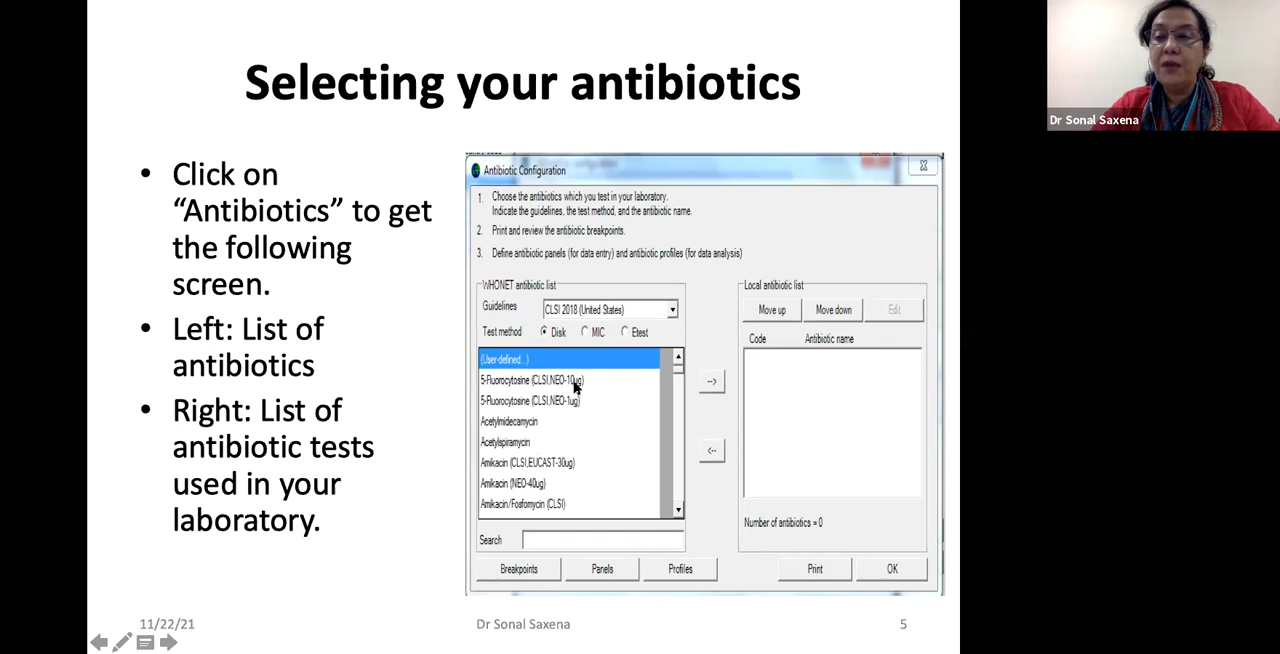 Selecting your antibiotics
• Click on
“Antibiotics” to get
the following
screen.
• Left: List of
antibiotics
• Right: List of
antibiotic tests
used in your
laboratory.
Antibiotic Configuration
1. Choose the antibiotics which you test in your laboratory.
Indicate the guidelines, the test method, and the antibiotic name.
2. Print and review the antibiotic breakpoints.
3. Define antibiotic panels (for data entry) and antibiotic profiles (for data analysis)
WHONET antibiotic list
Guidelines CLSI 2018 (United States)
Test method Disk MIC Etest
(User-defined...)
5-Fluorocytosine (CLSI,NEO-10ug)
5-Fluorocytosine (CLSI,NEO-1ug)
Acetylmidecamycin
Acetylspiramycin
Amikacin (CLSI,EUCAST-30ug)
Amikacin (NEO-40ug)
Amikacin/Fosfomycin (CLSI)
Search
Breakpoints Panels Profiles
-->
<--
Local antibiotic list
Move up Move down Edit
Code Antibiotic name
Number of antibiotics = 0
Print OK
11/22/21 Dr Sonal Saxena 5
Dr Sonal Saxena